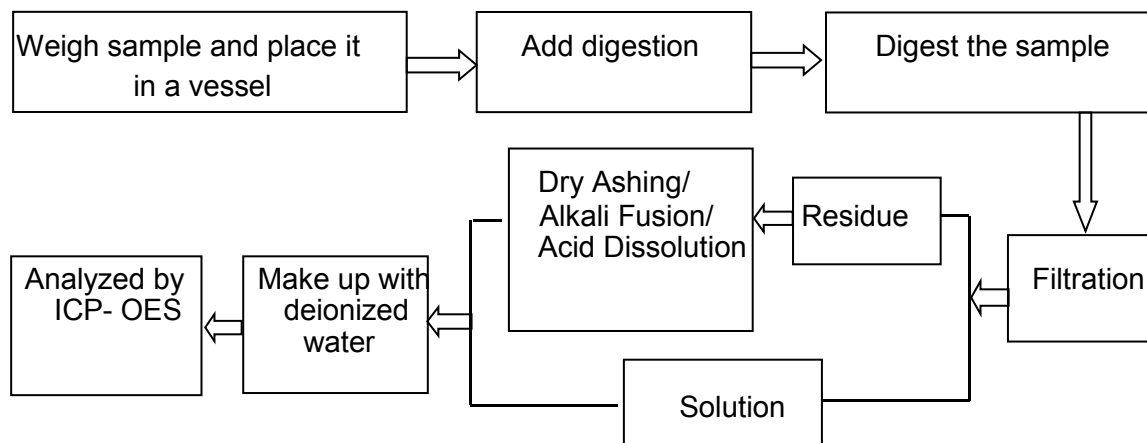 Weigh sample and place it
in a vessel
Add digestion
Digest the sample
Filtration
Residue
Dry Ashing/
Alkali Fusion/
Acid Dissolution
Solution
Make up with
deionized
water
Analyzed by
ICP- OES